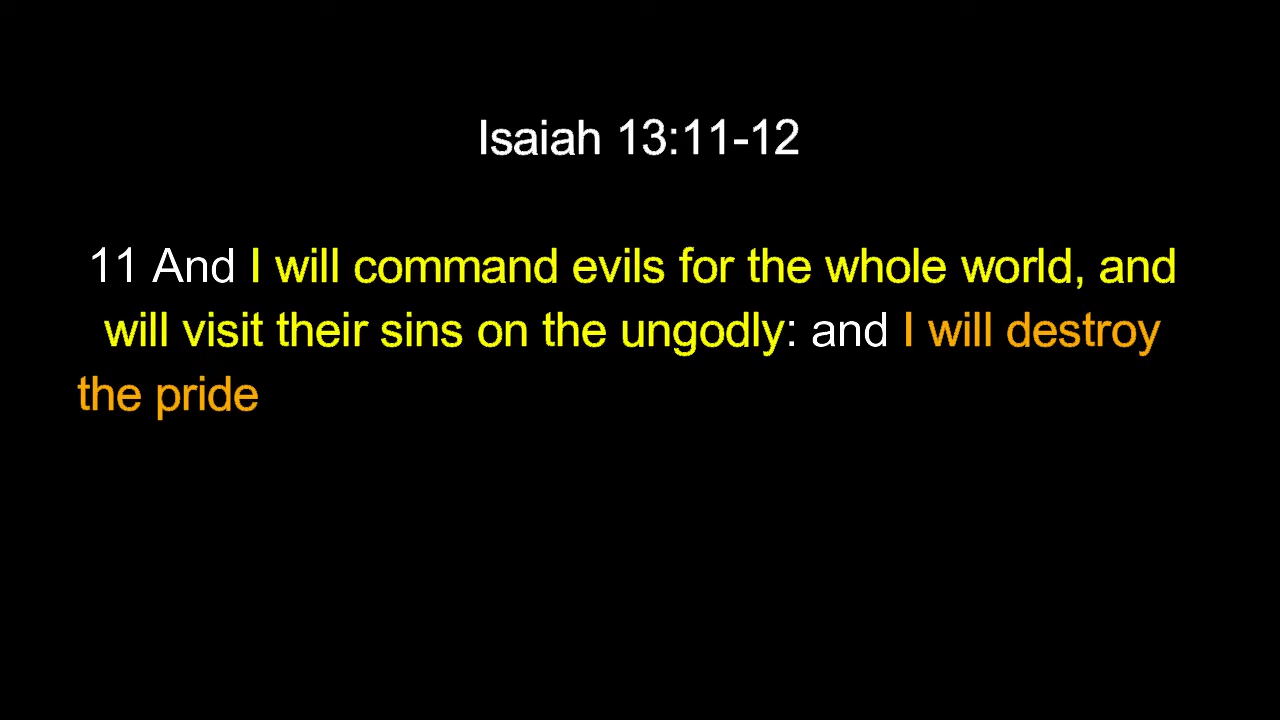 Isaiah 13:11-12
11 And I will command evils for the whole world, and
will visit their sins on the ungodly: and I will destroy
the pride